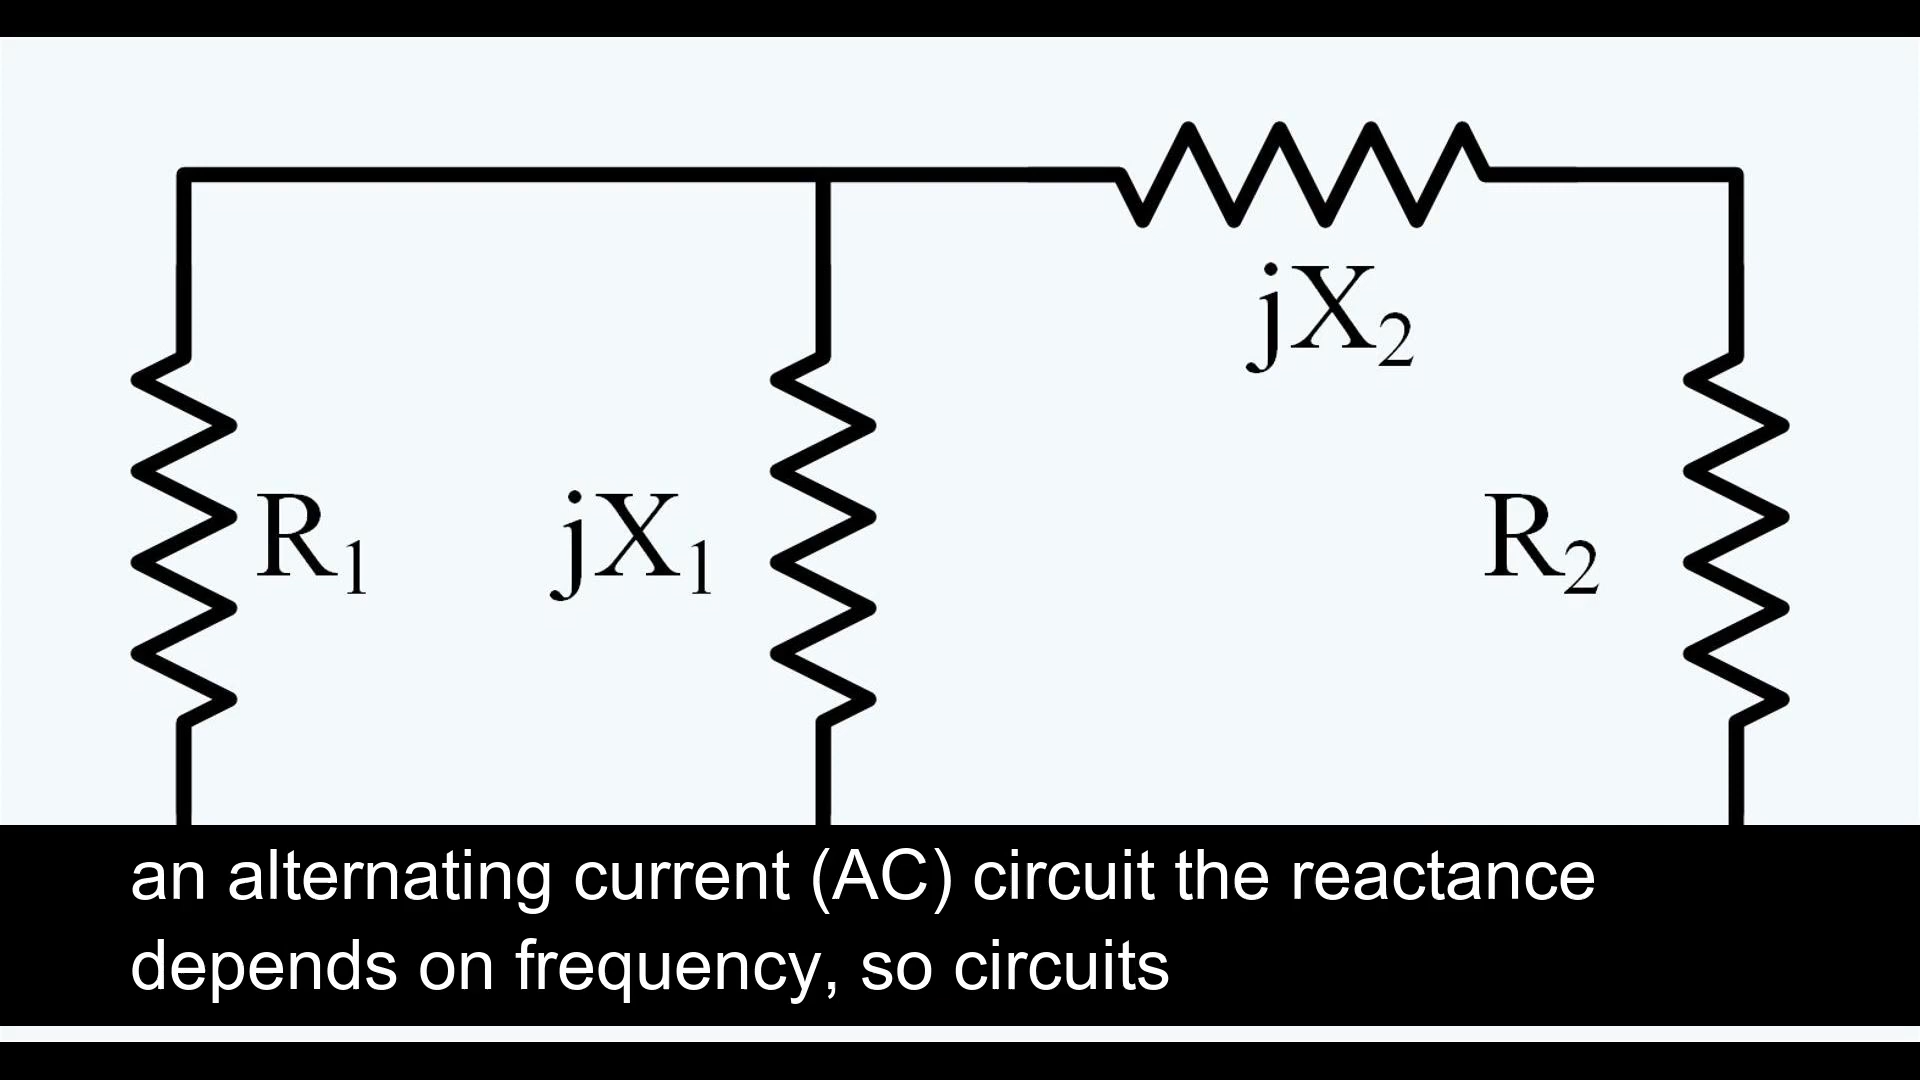 jX₂
R₁
jX₁
R₂
an alternating current (AC) circuit the reactance
depends on frequency, so circuits